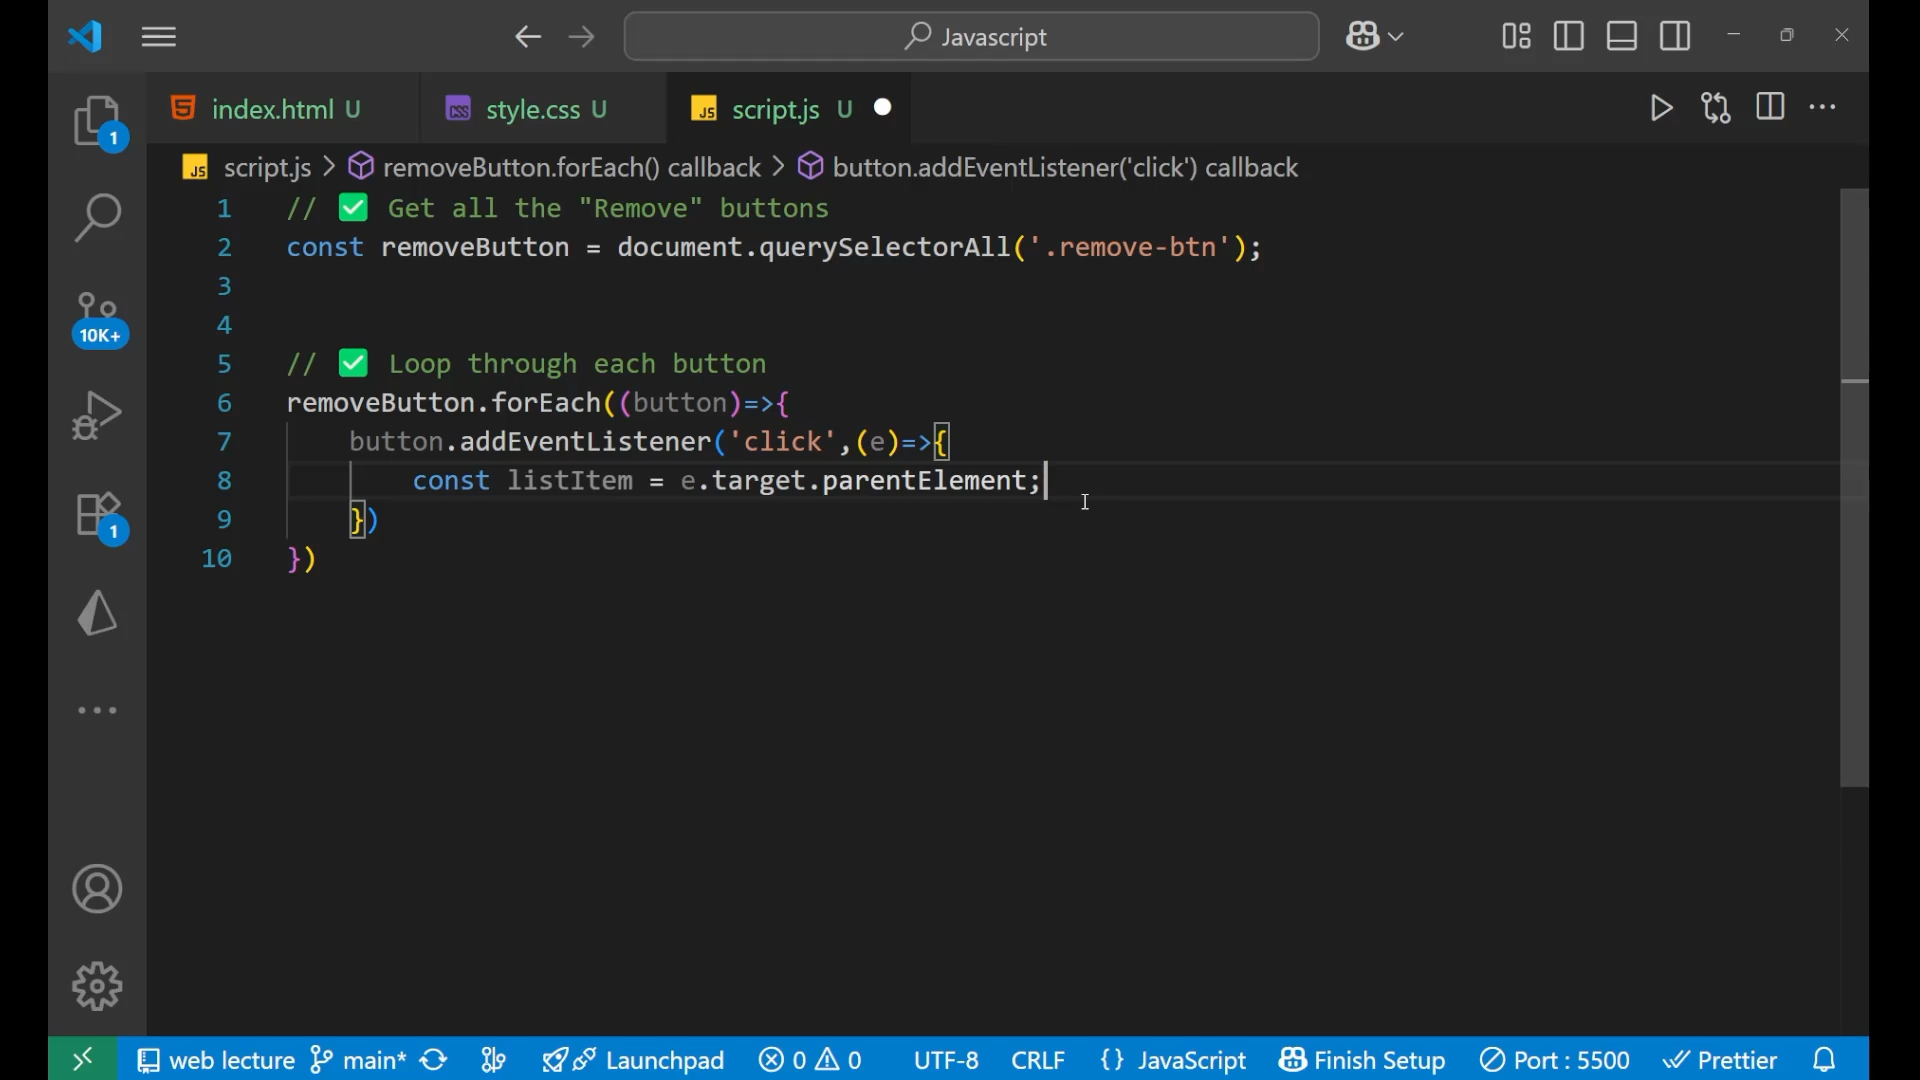 Javascript
index.html U
style.css U
script.js U
1
script.js > removeButton.forEach() callback > button.addEventListener('click') callback
1 // ✅ Get all the "Remove" buttons
2 const removeButton = document.querySelectorAll('.remove-btn');
3
4
10K+
5 // ✅ Loop through each button
6 removeButton.forEach((button)=>{
7 button.addEventListener('click',(e)=>{
8 const listItem = e.target.parentElement;
9 })
1
10 })
web lecture main* Launchpad 0 0 UTF-8 CRLF {} JavaScript Finish Setup Port : 5500 Prettier